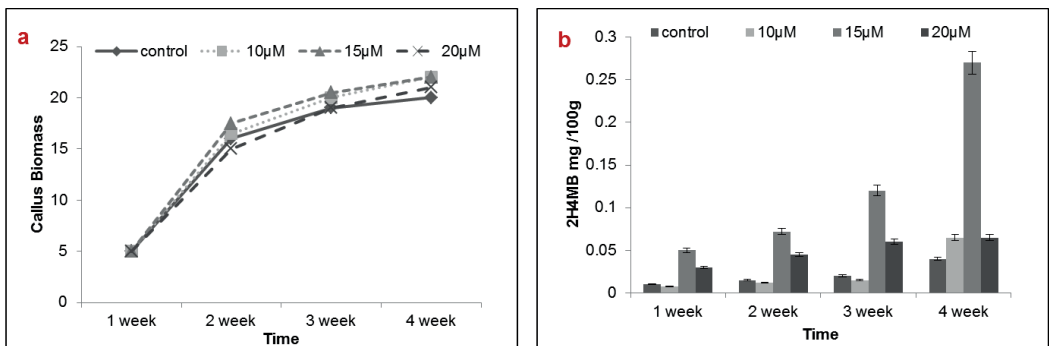 a
control 10µM 15µM 20µM
25
20
15
10
5
0
Callus Biomass
1 week 2 week 3 week 4 week
Time
b
control 10µM 15µM 20µM
0.3
0.25
0.2
0.15
0.1
0.05
0
2H4MB mg /100g
1 week 2 week 3 week 4 week
Time